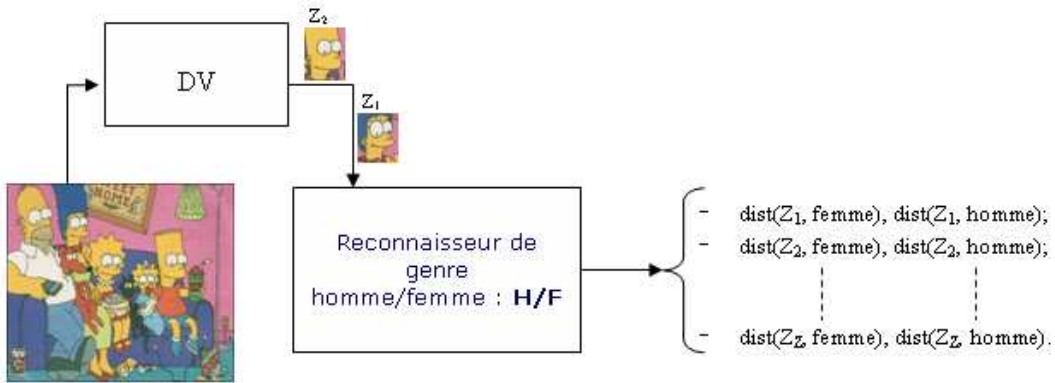 Z₂
DV
Z₁
HOME
Reconnaisseur de
genre
homme/femme : H/F
- dist(Z₁, femme), dist(Z₁, homme);
- dist(Z₂, femme), dist(Z₂, homme);
- dist(Z_Z, femme), dist(Z_Z, homme).